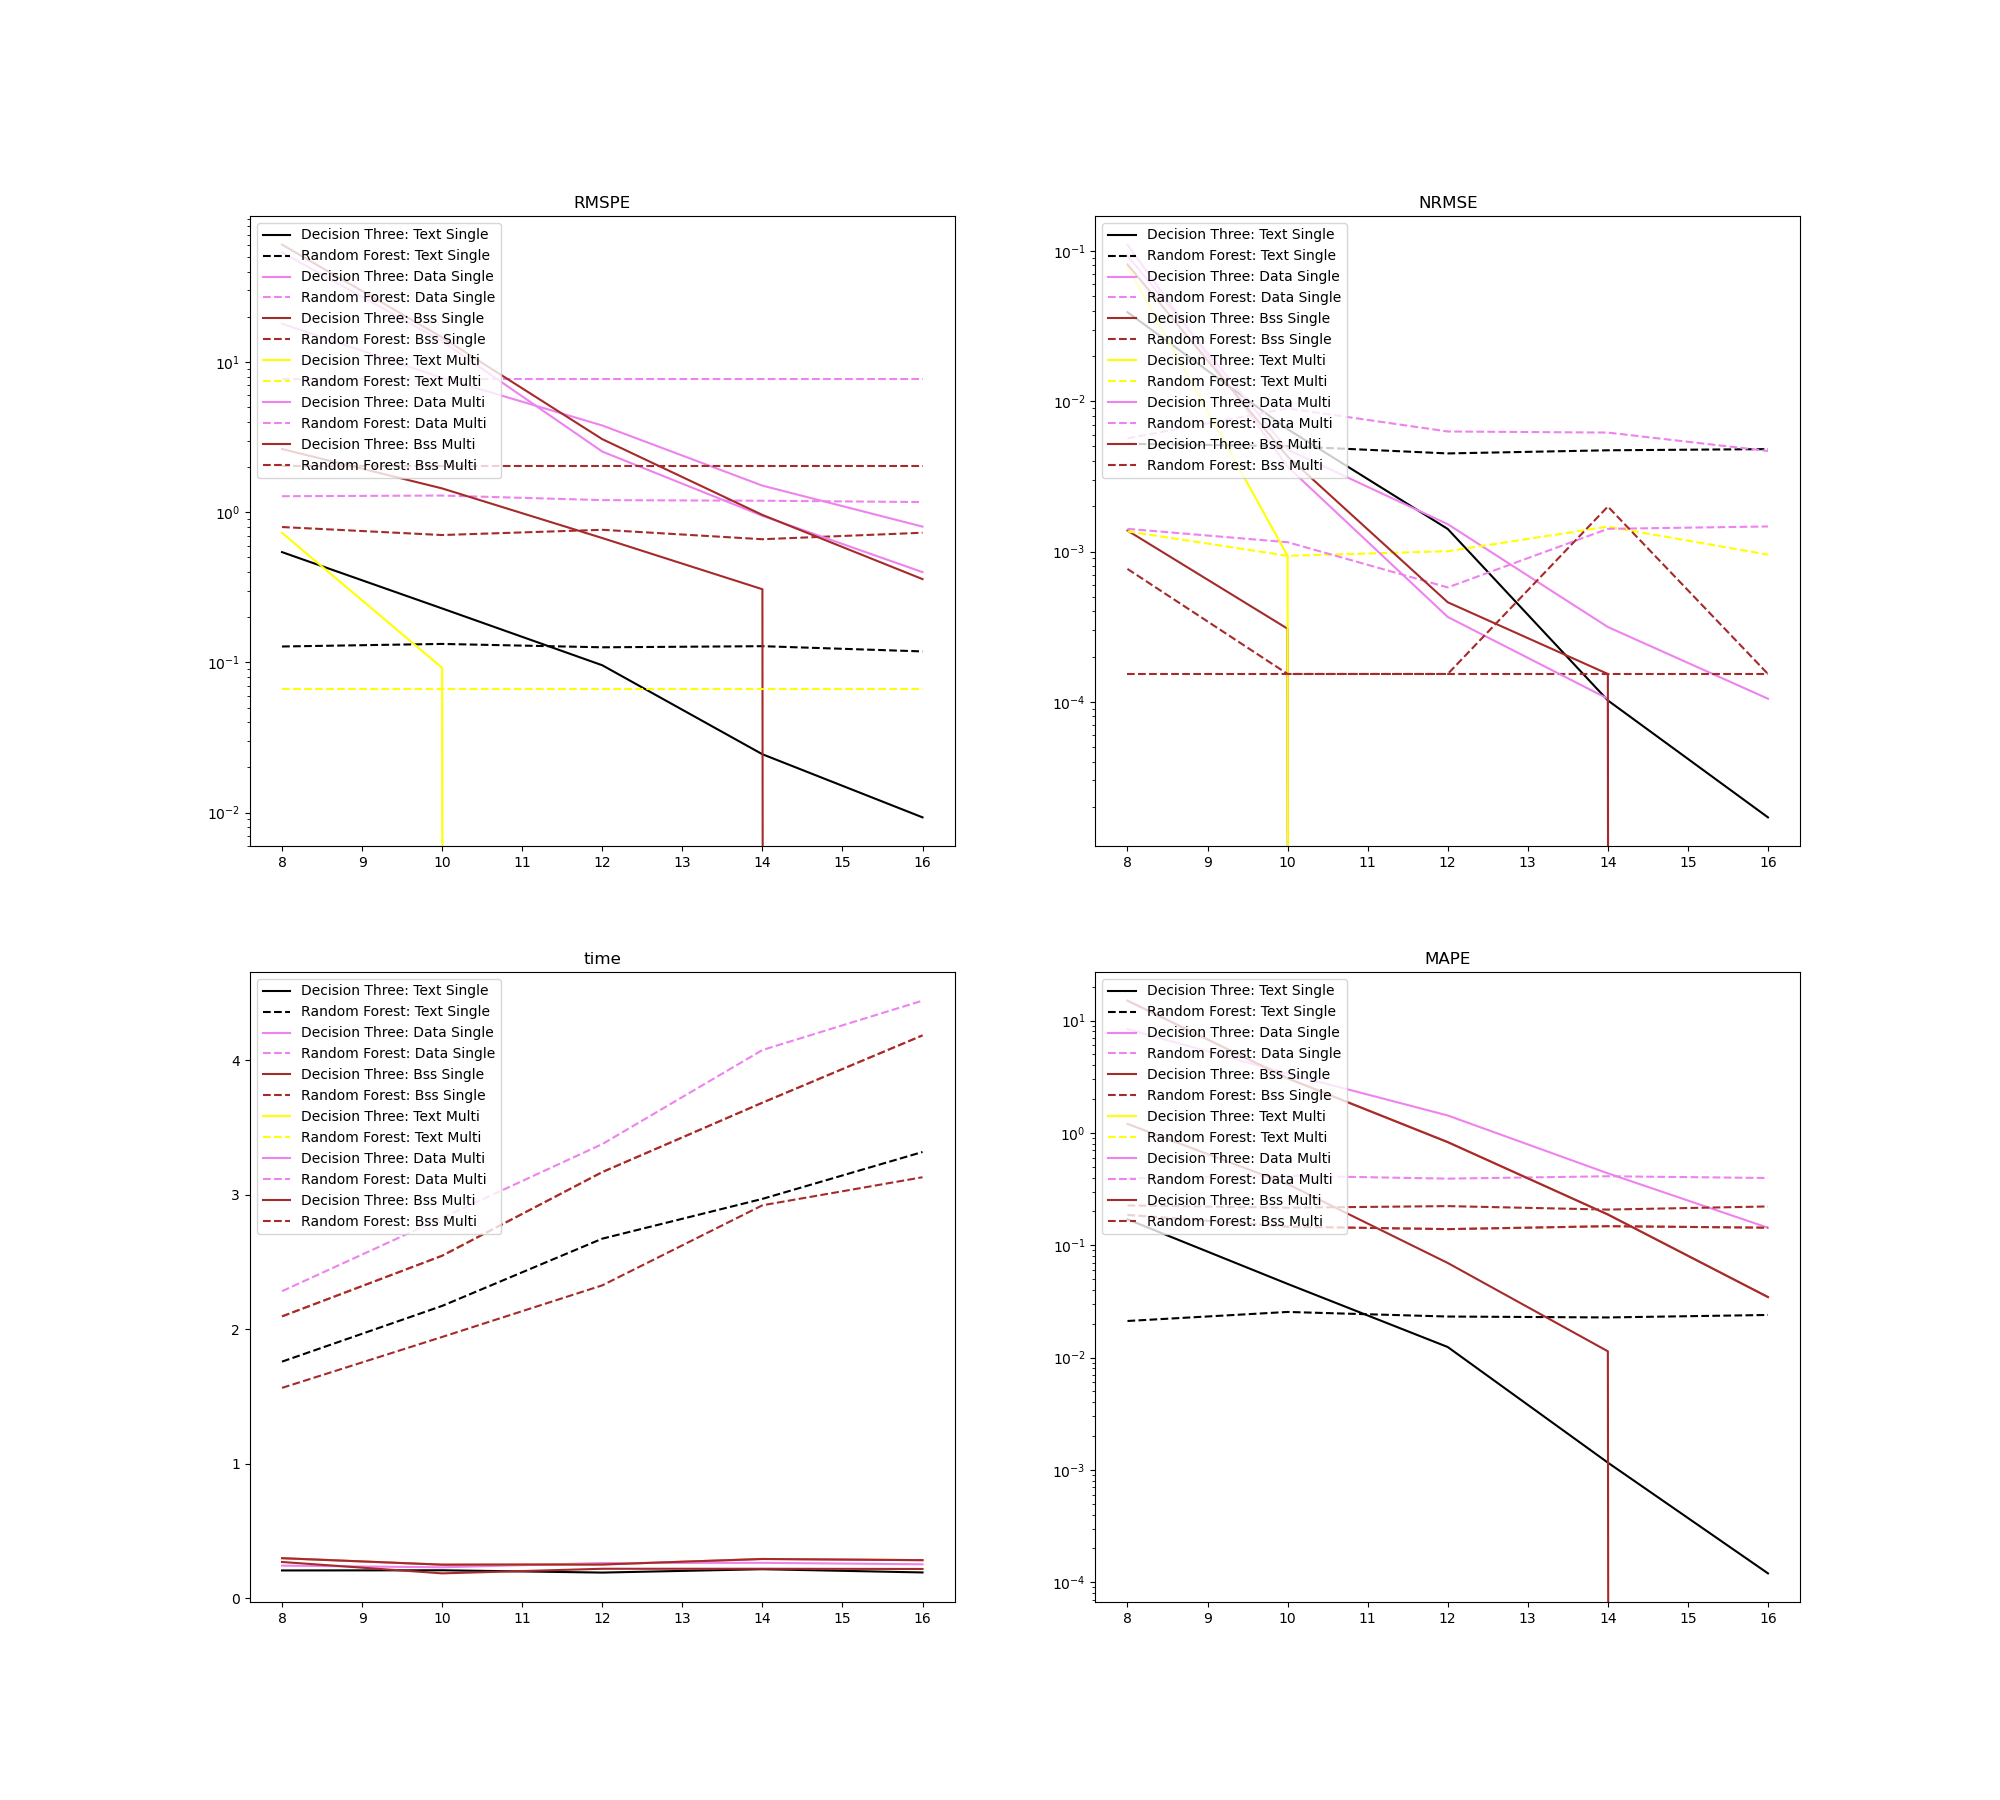 RMSPE
Decision Three: Text Single
Random Forest: Text Single
Decision Three: Data Single
Random Forest: Data Single
Decision Three: Bss Single
Random Forest: Bss Single
Decision Three: Text Multi
Random Forest: Text Multi
Decision Three: Data Multi
Random Forest: Data Multi
Decision Three: Bss Multi
Random Forest: Bss Multi
10¹
10⁰
10⁻¹
10⁻²
8 9 10 11 12 13 14 15 16
NRMSE
Decision Three: Text Single
Random Forest: Text Single
Decision Three: Data Single
Random Forest: Data Single
Decision Three: Bss Single
Random Forest: Bss Single
Decision Three: Text Multi
Random Forest: Text Multi
Decision Three: Data Multi
Random Forest: Data Multi
Decision Three: Bss Multi
Random Forest: Bss Multi
10⁻¹
10⁻²
10⁻³
10⁻⁴
8 9 10 11 12 13 14 15 16
time
Decision Three: Text Single
Random Forest: Text Single
Decision Three: Data Single
Random Forest: Data Single
Decision Three: Bss Single
Random Forest: Bss Single
Decision Three: Text Multi
Random Forest: Text Multi
Decision Three: Data Multi
Random Forest: Data Multi
Decision Three: Bss Multi
Random Forest: Bss Multi
4
3
2
1
0
8 9 10 11 12 13 14 15 16
MAPE
Decision Three: Text Single
Random Forest: Text Single
Decision Three: Data Single
Random Forest: Data Single
Decision Three: Bss Single
Random Forest: Bss Single
Decision Three: Text Multi
Random Forest: Text Multi
Decision Three: Data Multi
Random Forest: Data Multi
Decision Three: Bss Multi
Random Forest: Bss Multi
10¹
10⁰
10⁻¹
10⁻²
10⁻³
10⁻⁴
8 9 10 11 12 13 14 15 16